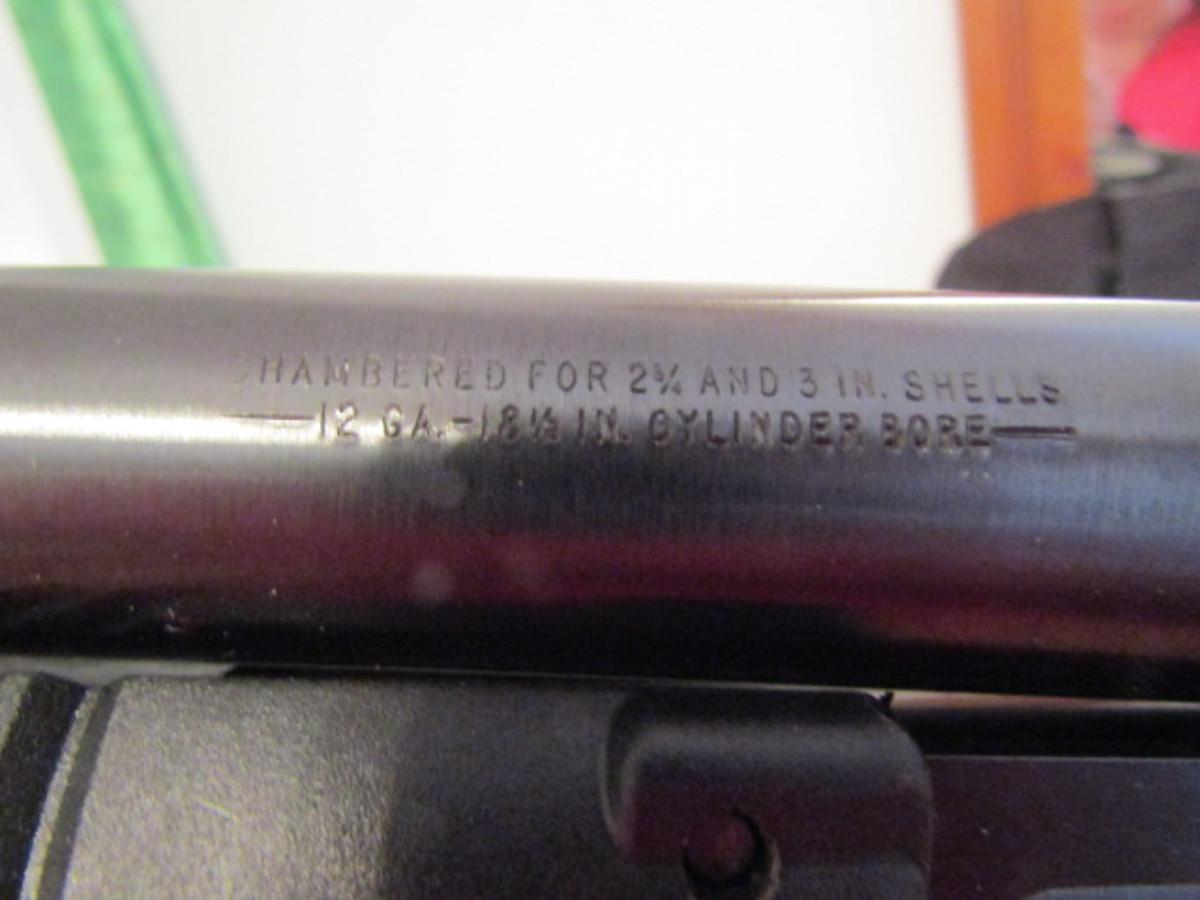 CHAMBERED FOR 2¾ AND 3 IN. SHELLS
—12 GA.-18½ IN. CYLINDER BORE—